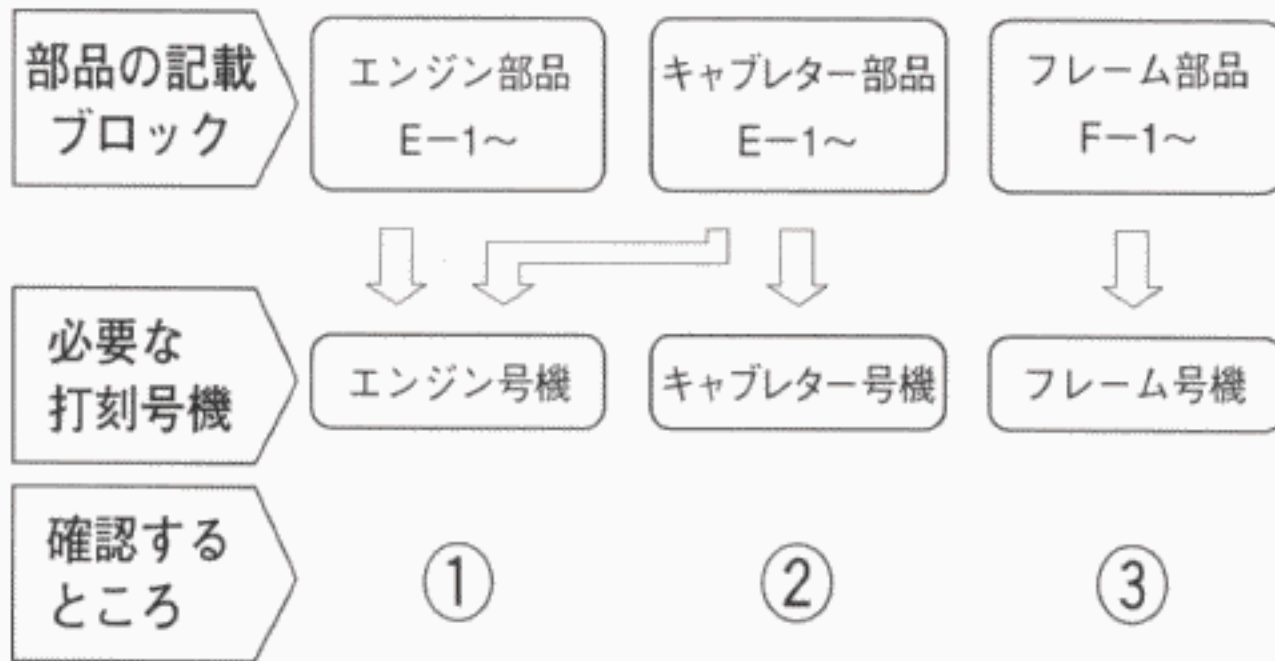 部品の記載
ブロック
エンジン部品
E－1～
キャブレター部品
E－1～
フレーム部品
F－1～
必要な
打刻号機
エンジン号機
キャブレター号機
フレーム号機
確認する
ところ
①
②
③